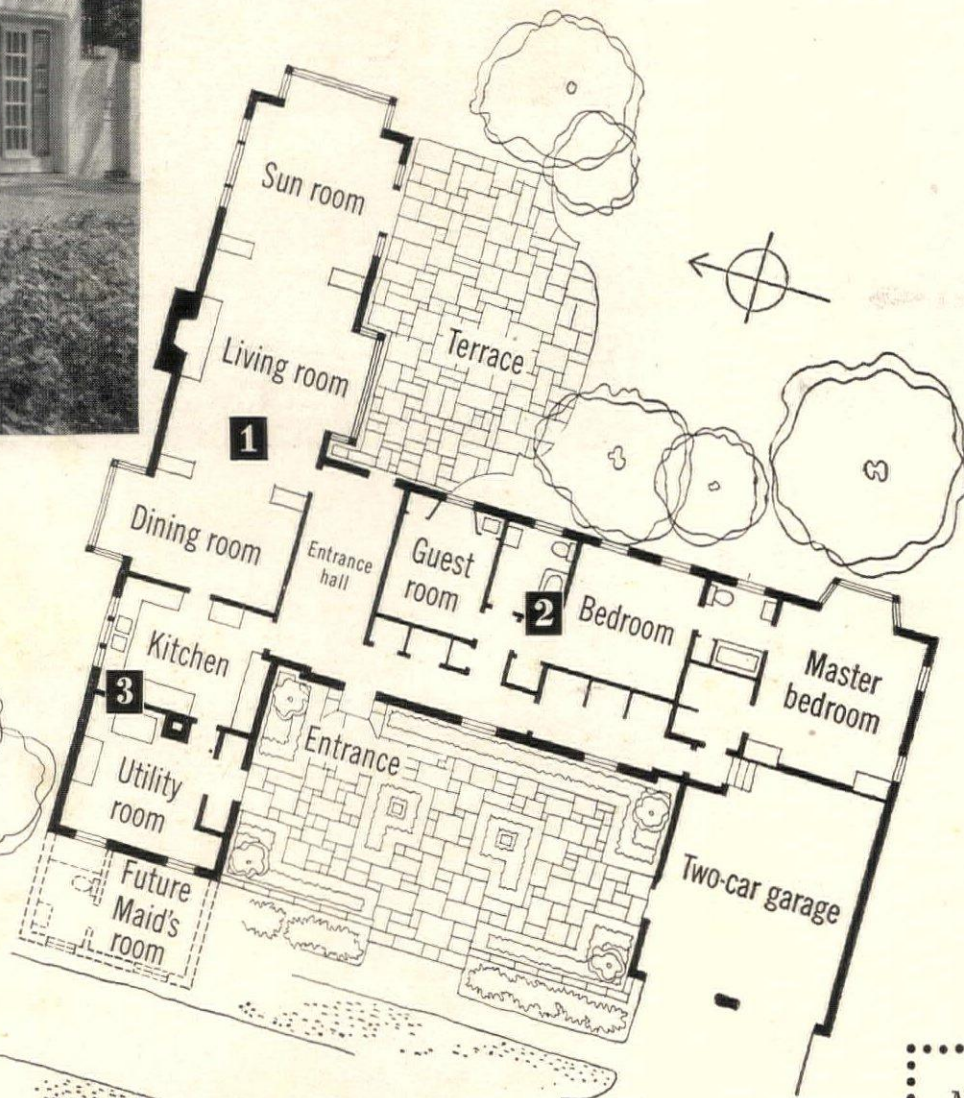 Sun room
Terrace
Living room
1
Dining room
Entrance
hall
Guest
room
2
Bedroom
Master
bedroom
Kitchen
3
Entrance
Utility
room
Two-car garage
Future
Maid's
room